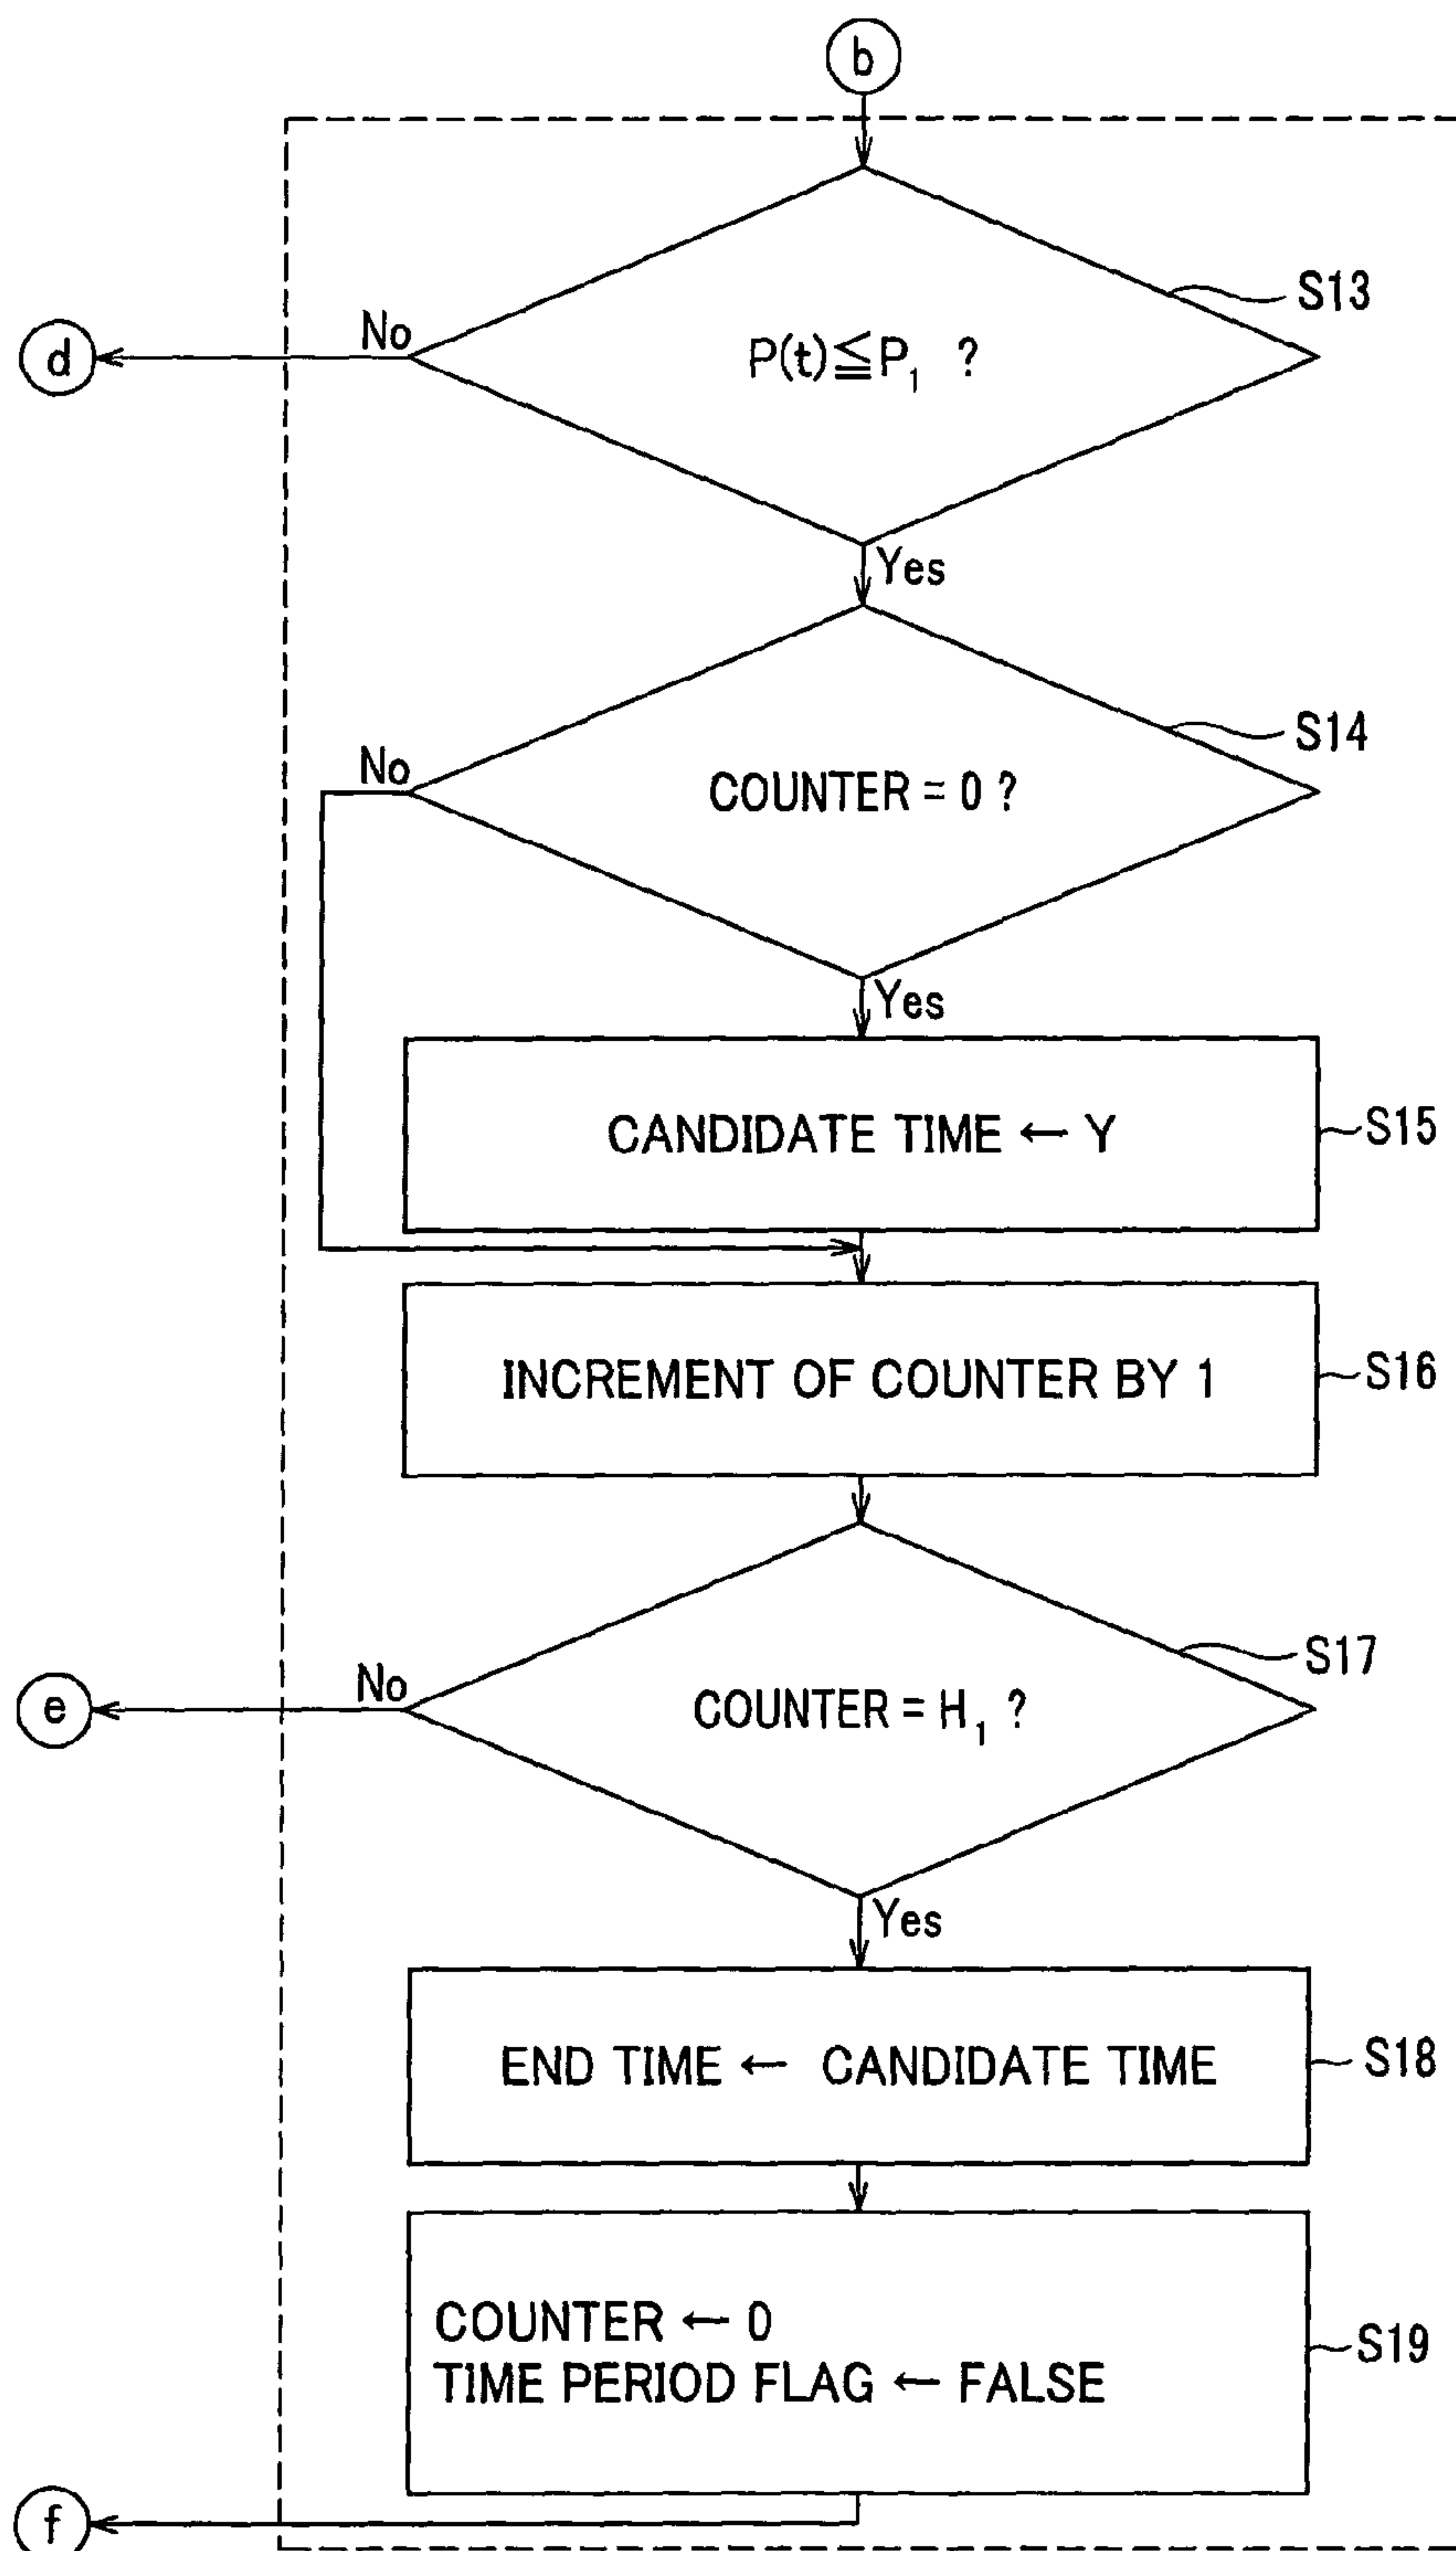 b
S13
No
d
P(t)≦P₁ ?
Yes
S14
No
COUNTER = 0 ?
Yes
CANDIDATE TIME ← Y
S15
INCREMENT OF COUNTER BY 1
S16
S17
No
e
COUNTER = H₁ ?
Yes
END TIME ← CANDIDATE TIME
S18
COUNTER ← 0
TIME PERIOD FLAG ← FALSE
S19
f